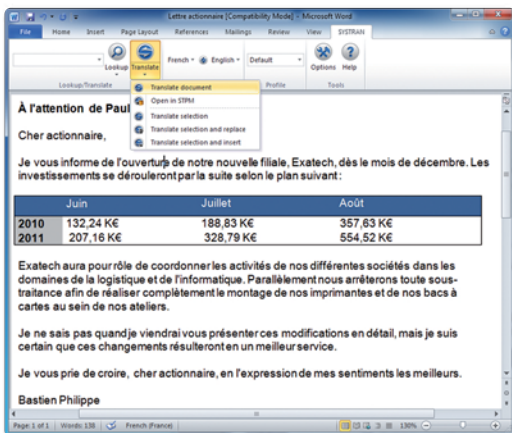 Lettre actionnaire [Compatibility Mode] - Microsoft Word
File Home Insert Page Layout References Mailings Review View SYSTRAN
Lookup Translate French English Default Options Help
Lookup/Translate Profile Tools
Translate document
Open in STPM
Translate selection
Translate selection and replace
Translate selection and insert
À l'attention de Paul
Cher actionnaire,
Je vous informe de l'ouverture de notre nouvelle filiale, Exatech, dès le mois de décembre. Les
investissements se dérouleront par la suite selon le plan suivant :
Juin Juillet Août
2010 132,24 K€ 188,83 K€ 357,63 K€
2011 207,16 K€ 328,79 K€ 554,52 K€
Exatech aura pour rôle de coordonner les activités de nos différentes sociétés dans les
domaines de la logistique et de l'informatique. Parallèlement nous arrêterons toute sous-
traitance afin de réaliser complètement le montage de nos imprimantes et de nos bacs à
cartes au sein de nos ateliers.
Je ne sais pas quand je viendrai vous présenter ces modifications en détail, mais je suis
certain que ces changements résulteront en un meilleur service.
Je vous prie de croire, cher actionnaire, en l'expression de mes sentiments les meilleurs.
Bastien Philippe
Page: 1 of 1 Words: 138 French (France) 130%